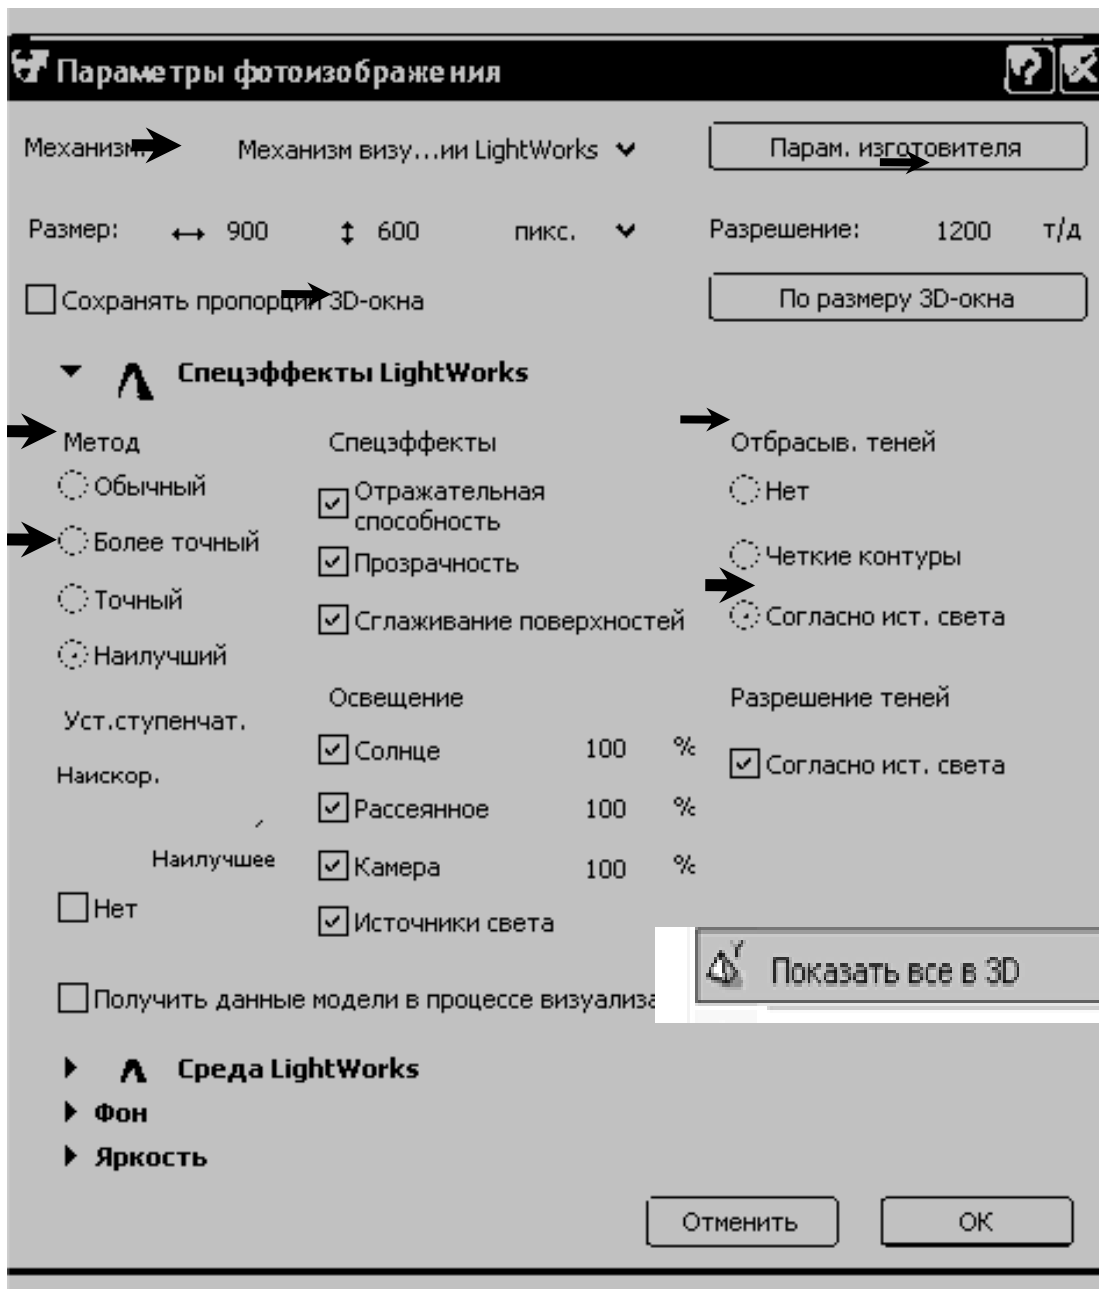 Параметры фотоизображения
Механизм: Механизм визу...ии LightWorks Парам. изготовителя
Размер: 900 600 пикс. Разрешение: 1200 т/д
Сохранять пропорции 3D-окна По размеру 3D-окна
Спецэффекты LightWorks
Метод
Обычный
Более точный
Точный
Наилучший
Уст.ступенчат.
Наискор.
Наилучшее
Нет
Спецэффекты
Отражательная
способность
Прозрачность
Сглаживание поверхностей
Освещение
Солнце 100 %
Рассеянное 100 %
Камера 100 %
Источники света
Отбрасыв. теней
Нет
Четкие контуры
Согласно ист. света
Разрешение теней
Согласно ист. света
Показать все в 3D
Получить данные модели в процессе визуализа
Среда LightWorks
Фон
Яркость
Отменить OK